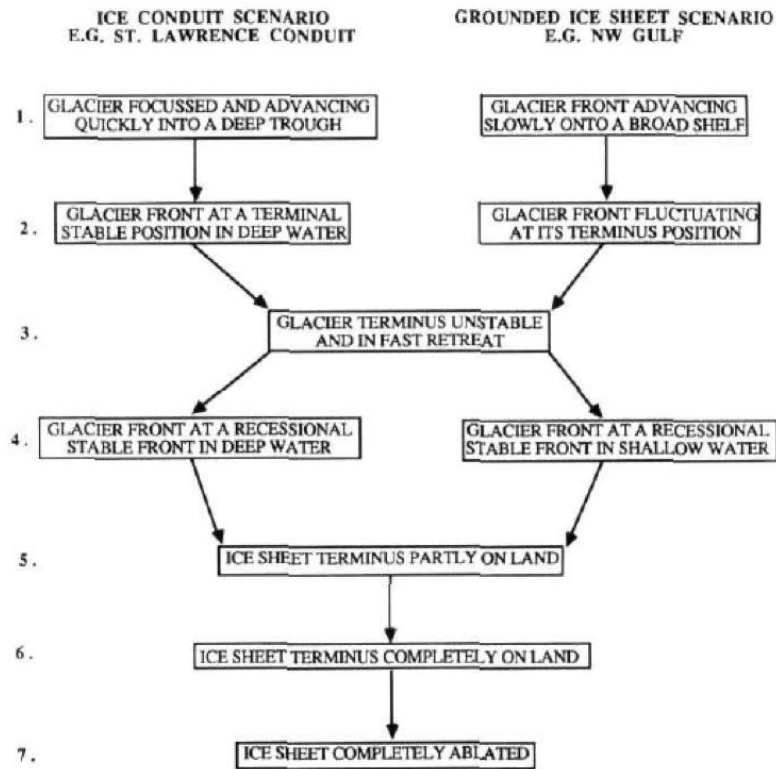 ICE CONDUIT SCENARIO
E.G. ST. LAWRENCE CONDUIT
GROUNDED ICE SHEET SCENARIO
E.G. NW GULF
1. GLACIER FOCUSSED AND ADVANCING
QUICKLY INTO A DEEP TROUGH
GLACIER FRONT ADVANCING
SLOWLY ONTO A BROAD SHELF
2. GLACIER FRONT AT A TERMINAL
STABLE POSITION IN DEEP WATER
GLACIER FRONT FLUCTUATING
AT ITS TERMINUS POSITION
3. GLACIER TERMINUS UNSTABLE
AND IN FAST RETREAT
4. GLACIER FRONT AT A RECESSIONAL
STABLE FRONT IN DEEP WATER
GLACIER FRONT AT A RECESSIONAL
STABLE FRONT IN SHALLOW WATER
5. ICE SHEET TERMINUS PARTLY ON LAND
6. ICE SHEET TERMINUS COMPLETELY ON LAND
7. ICE SHEET COMPLETELY ABLATED